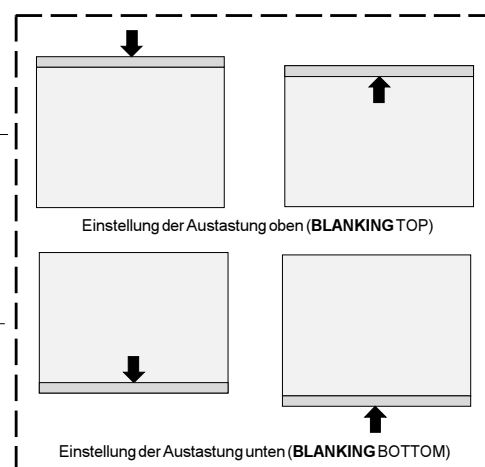 Einstellung der Austastung oben (BLANKING TOP)
Einstellung der Austastung unten (BLANKING BOTTOM)